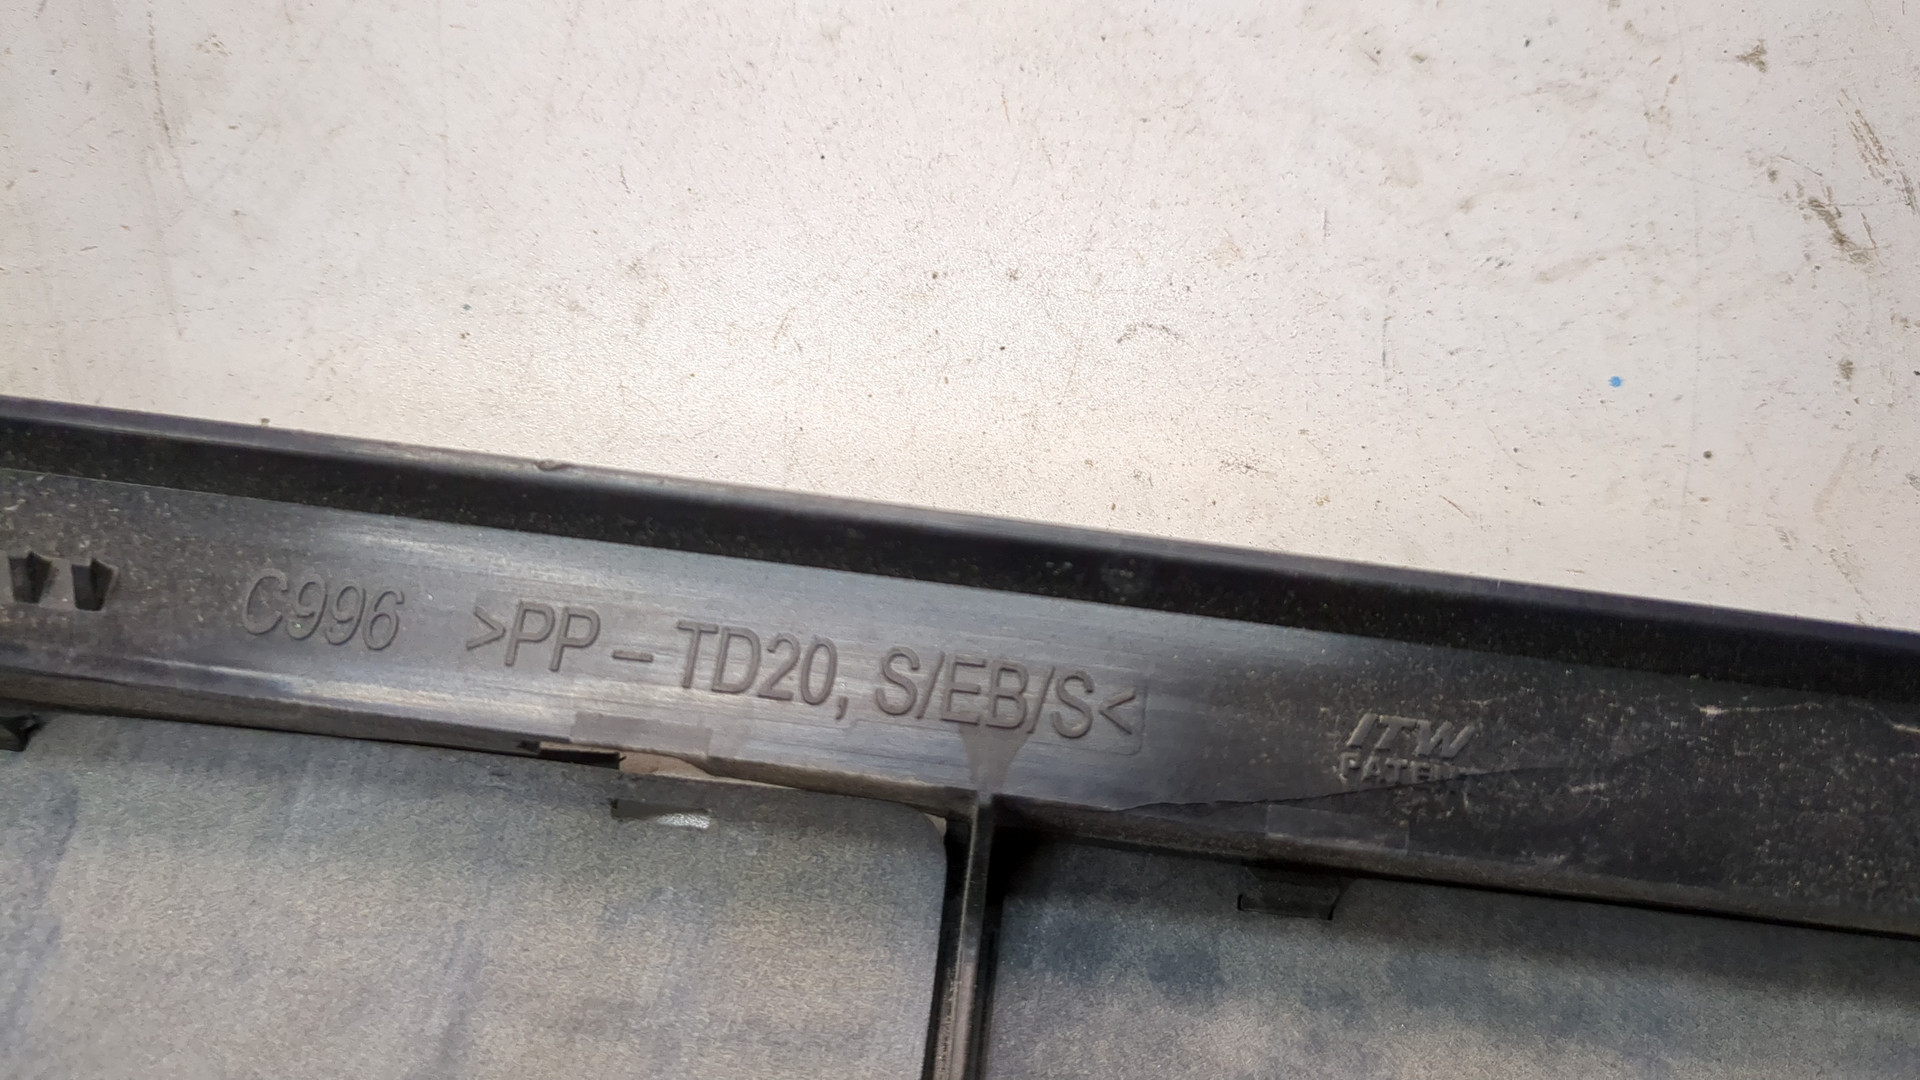 C996 >PP-TD20, S/EB/S<
ITW